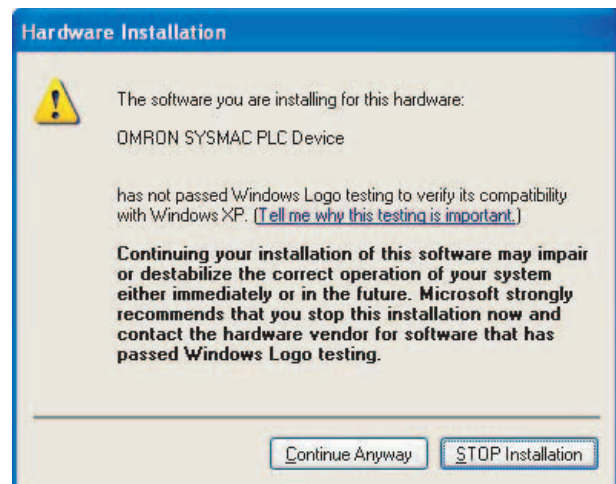 Hardware Installation
The software you are installing for this hardware:
OMRON SYSMAC PLC Device
has not passed Windows Logo testing to verify its compatibility
with Windows XP. (Tell me why this testing is important.)
Continuing your installation of this software may impair
or destabilize the correct operation of your system
either immediately or in the future. Microsoft strongly
recommends that you stop this installation now and
contact the hardware vendor for software that has
passed Windows Logo testing.
Continue Anyway
STOP Installation